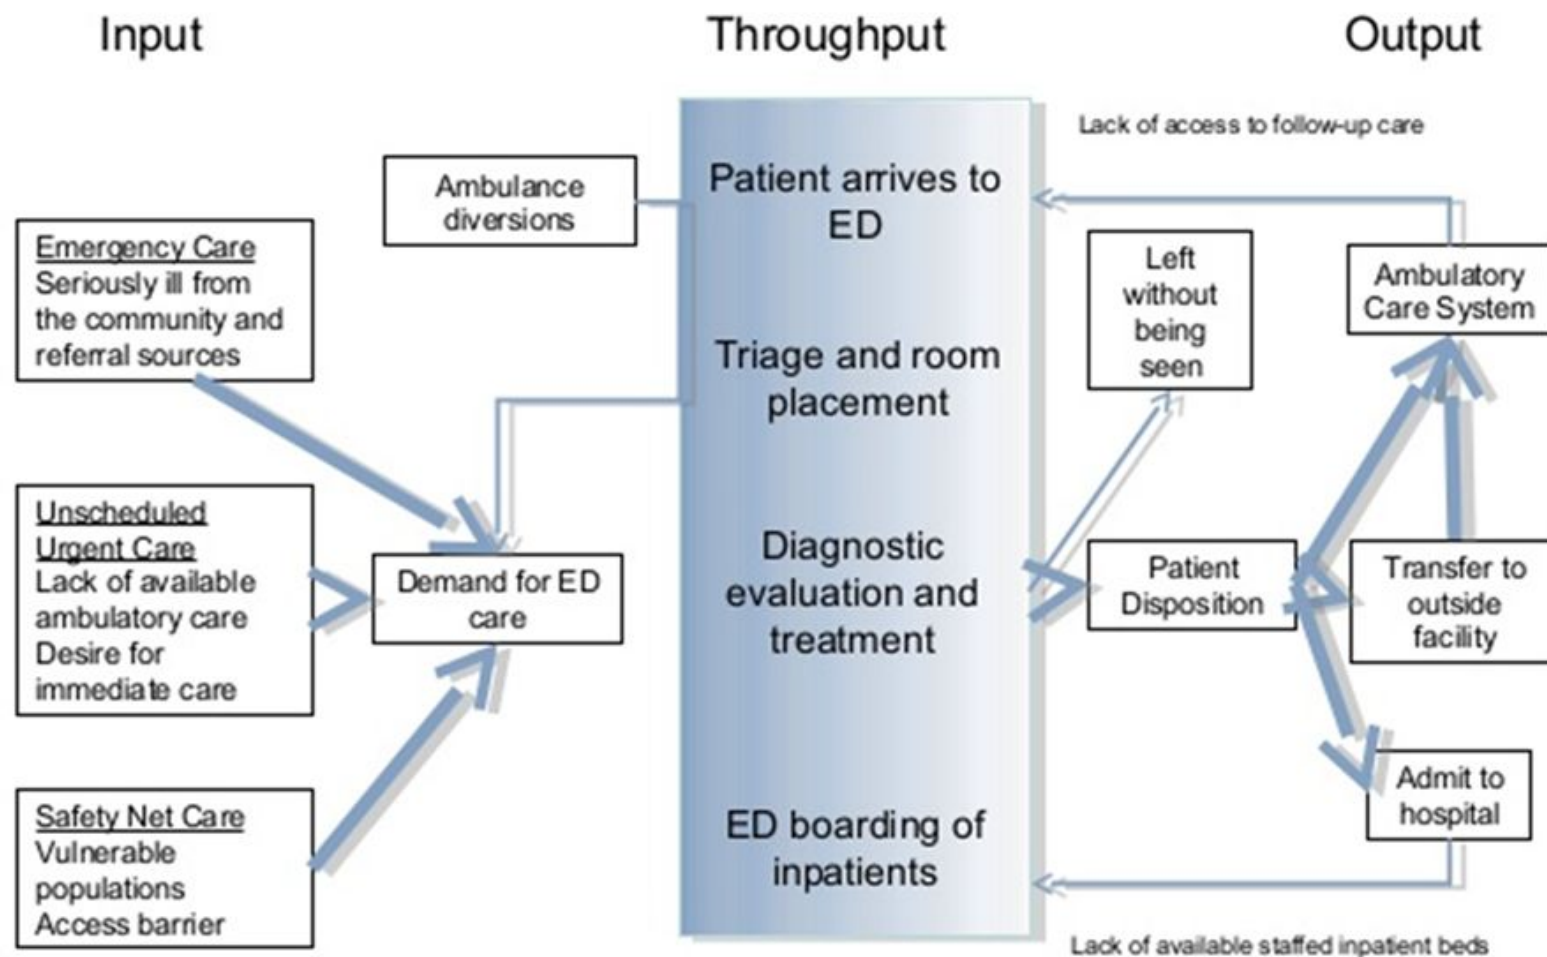 Input
Throughput
Output
Emergency Care
Seriously ill from
the community and
referral sources
Unscheduled
Urgent Care
Lack of available
ambulatory care
Desire for
immediate care
Safety Net Care
Vulnerable
populations
Access barrier
Ambulance
diversions
Demand for ED
care
Patient arrives to
ED
Triage and room
placement
Diagnostic
evaluation and
treatment
ED boarding of
inpatients
Lack of access to follow-up care
Left
without
being
seen
Patient
Disposition
Ambulatory
Care System
Transfer to
outside
facility
Admit to
hospital
Lack of available staffed inpatient beds